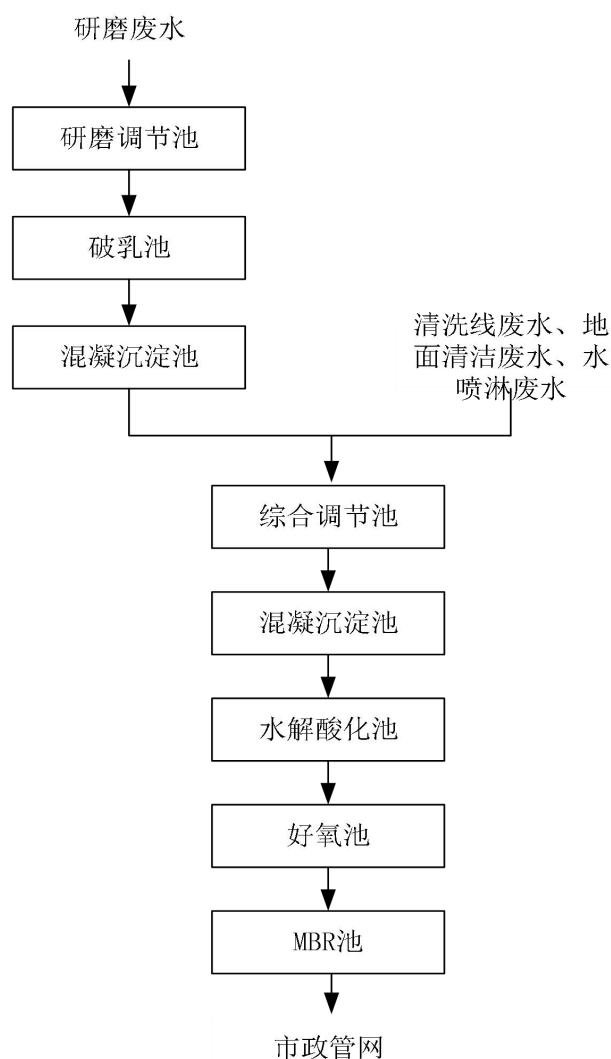 研磨废水
研磨调节池
破乳池
混凝沉淀池
清洗线废水、地
面清洁废水、水
喷淋废水
综合调节池
混凝沉淀池
水解酸化池
好氧池
MBR池
市政管网